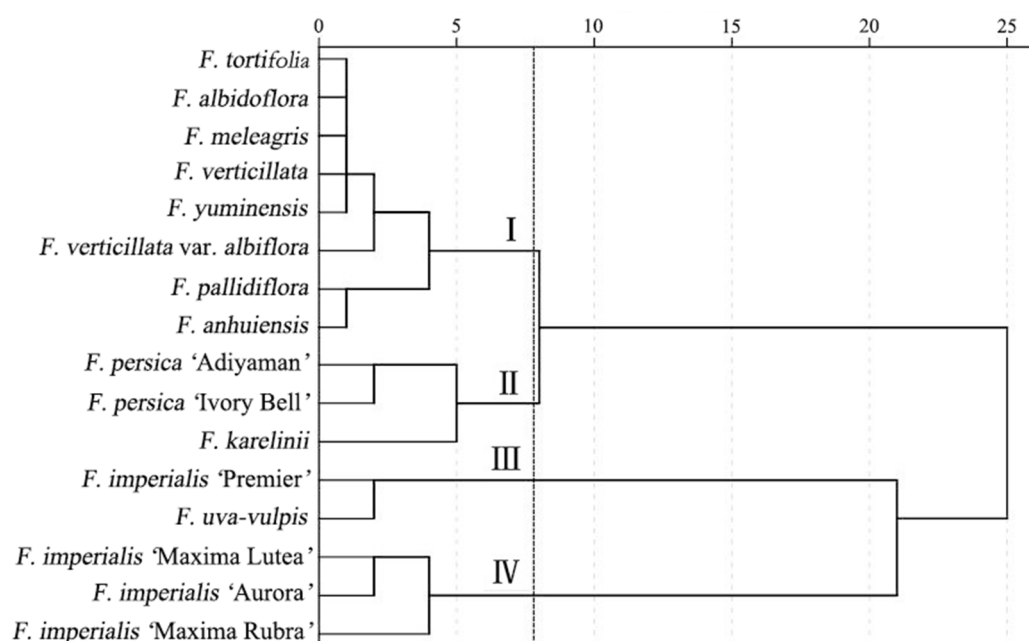 0 5 10 15 20 25
F. tortifolia
F. albidoflora
F. meleagris
F. verticillata
F. yuminensis
F. verticillata var. albiflora
I
F. pallidiflora
F. anhuiensis
F. persica ‘Adiyaman’
II
F. persica ‘Ivory Bell’
F. karelinii
III
F. imperialis ‘Premier’
F. uva-vulpis
F. imperialis ‘Maxima Lutea’
IV
F. imperialis ‘Aurora’
F. imperialis ‘Maxima Rubra’